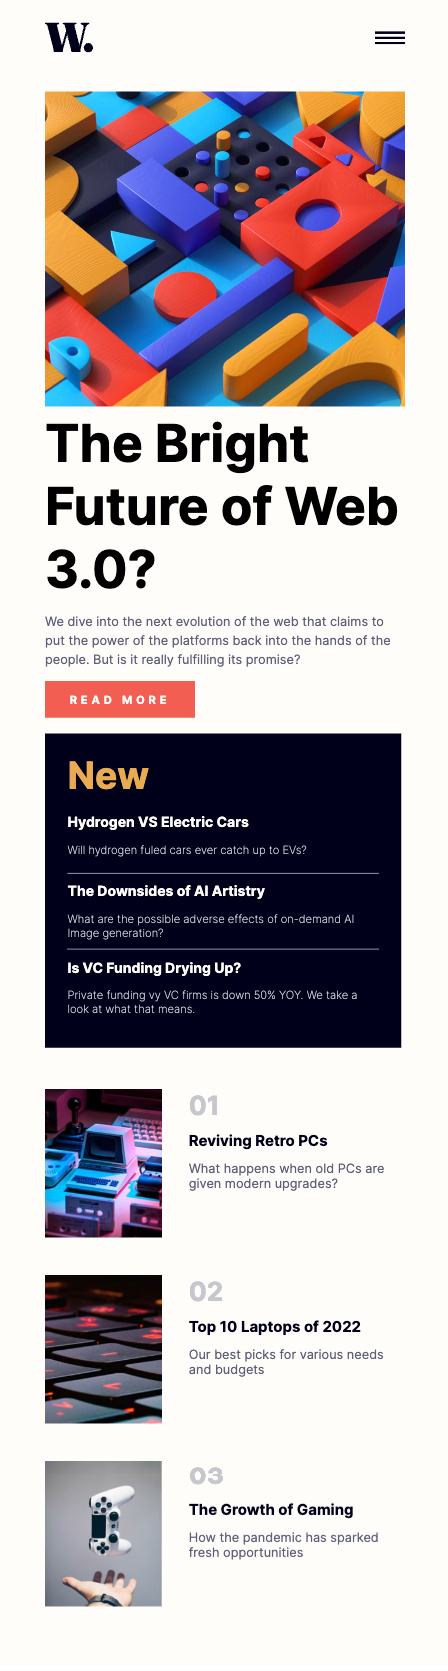 W.
The Bright
Future of Web
3.0?
We dive into the next evolution of the web that claims to
put the power of the platforms back into the hands of the
people. But is it really fulfilling its promise?
READ MORE
New
Hydrogen VS Electric Cars
Will hydrogen fuled cars ever catch up to EVs?
The Downsides of AI Artistry
What are the possible adverse effects of on-demand AI
Image generation?
Is VC Funding Drying Up?
Private funding vy VC firms is down 50% YOY. We take a
look at what that means.
01
Reviving Retro PCs
What happens when old PCs are
given modern upgrades?
02
Top 10 Laptops of 2022
Our best picks for various needs
and budgets
03
The Growth of Gaming
How the pandemic has sparked
fresh opportunities